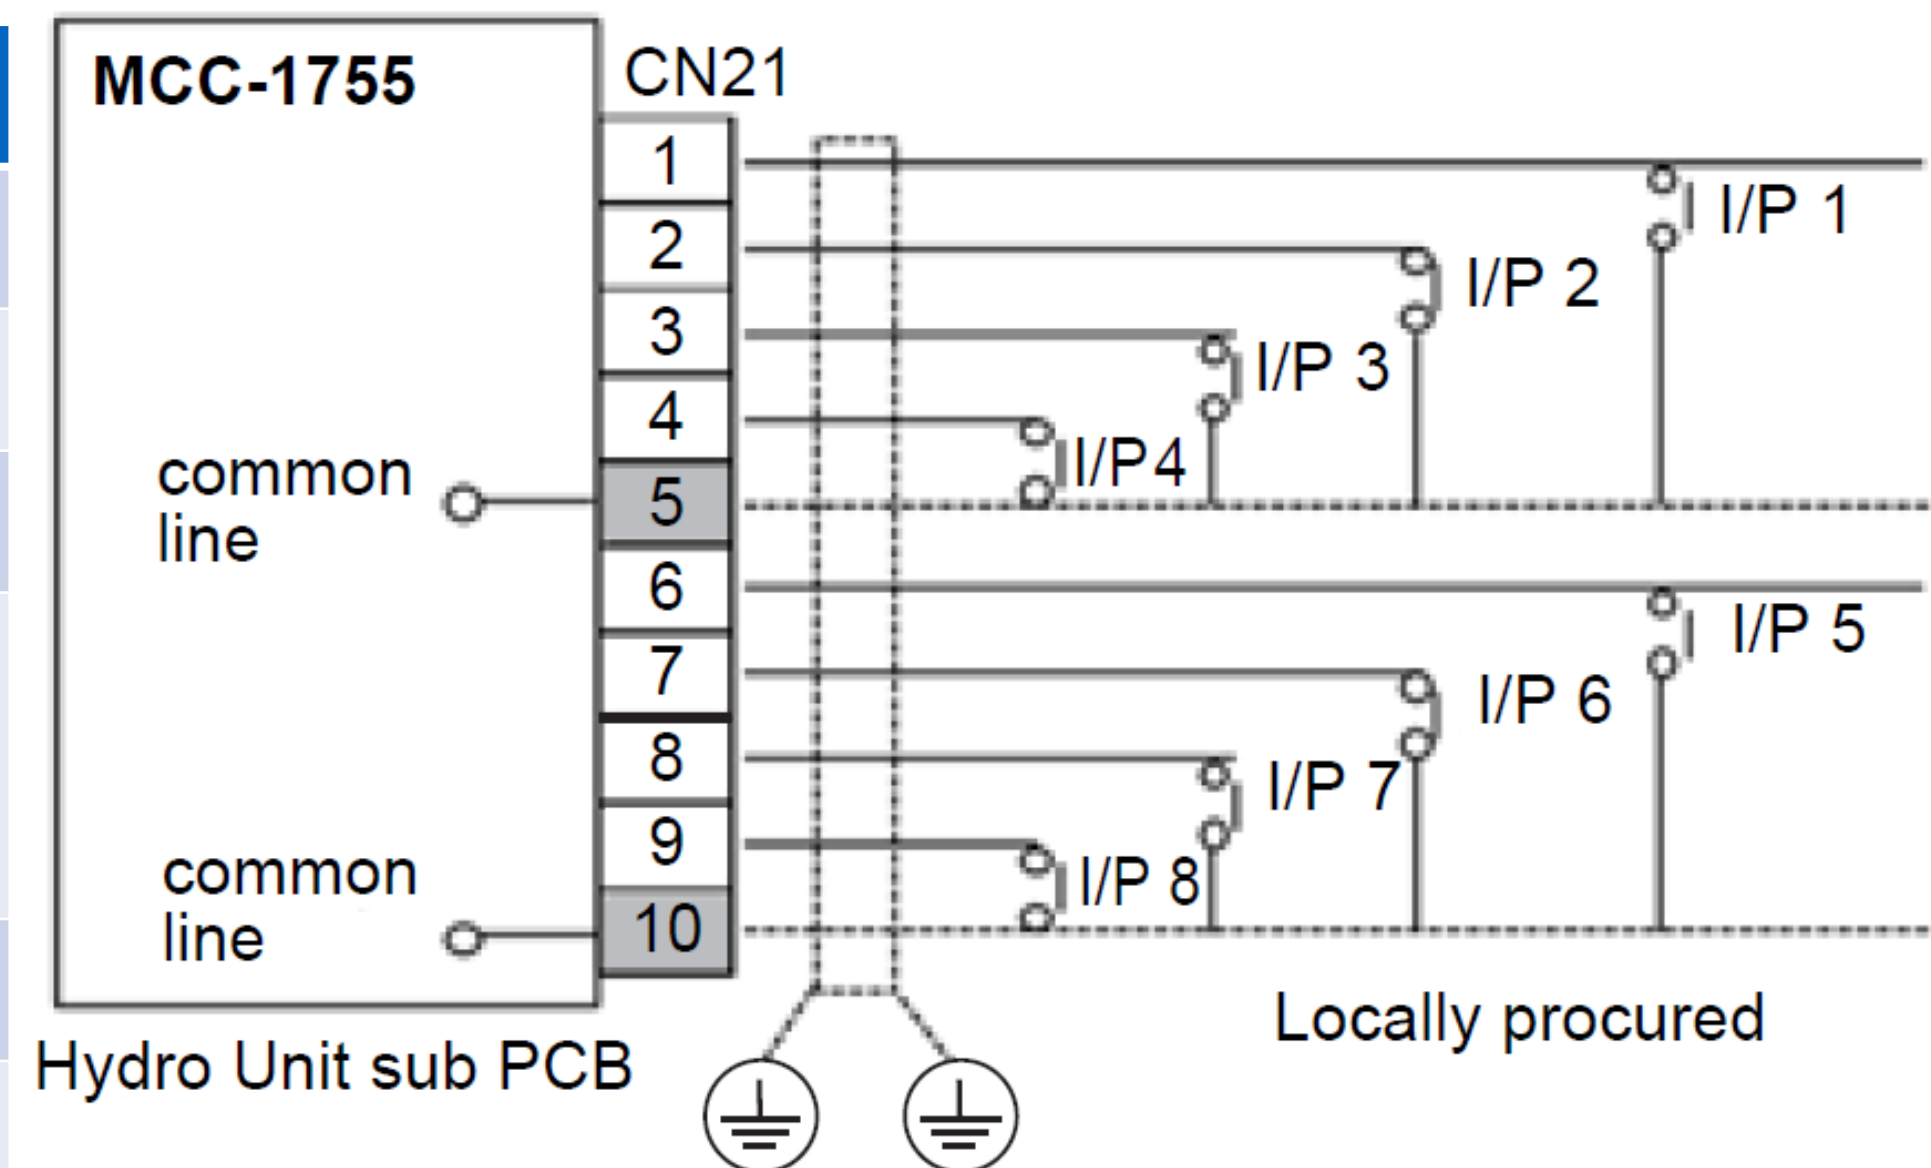 MCC-1755
CN21
1
I/P 1
2
I/P 2
3
I/P 3
4
I/P4
common
line
5
6
I/P 5
7
I/P 6
8
I/P 7
9
I/P 8
common
line
10
Locally procured
Hydro Unit sub PCB